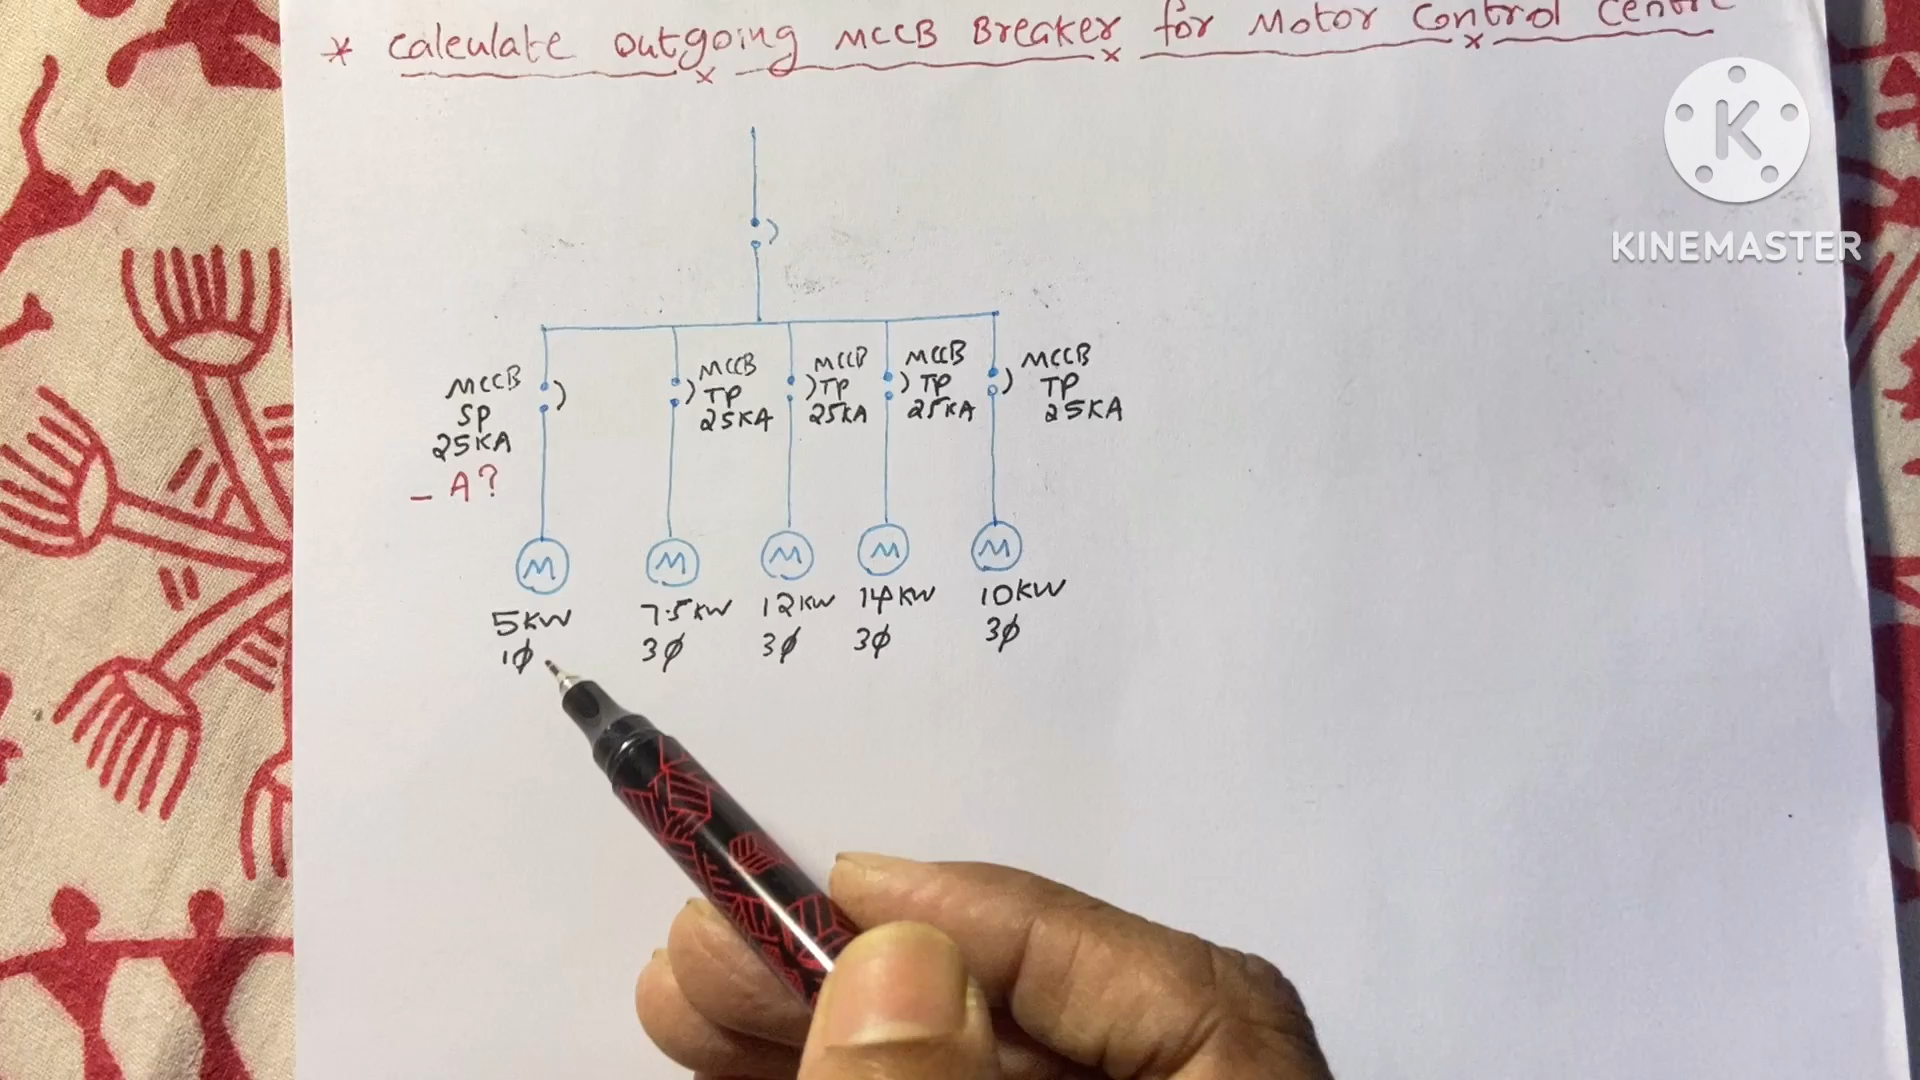 * Calculate outgoing MCCB Breaker for Motor Control Centre
K
KINEMASTER
MCCB
SP
25KA
- A?
MCCB
TP
25KA
MCCB
TP
25KA
MCCB
TP
25KA
MCCB
TP
25KA
M
M
M
M
M
5KW
1φ
7.5KW
3φ
12KW
3φ
14KW
3φ
10KW
3φ